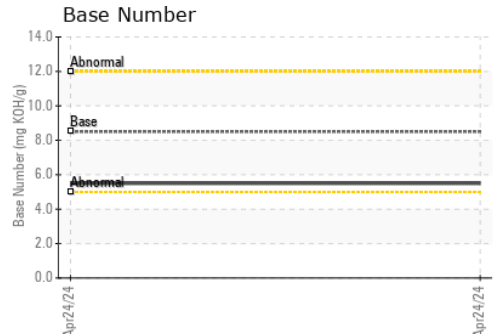 Base Number
Base Number (mg KOH/g)
14.0
12.0
10.0
8.0
6.0
4.0
2.0
0.0
Abnormal
Base
Abnormal
Apr24/24
Apr24/24